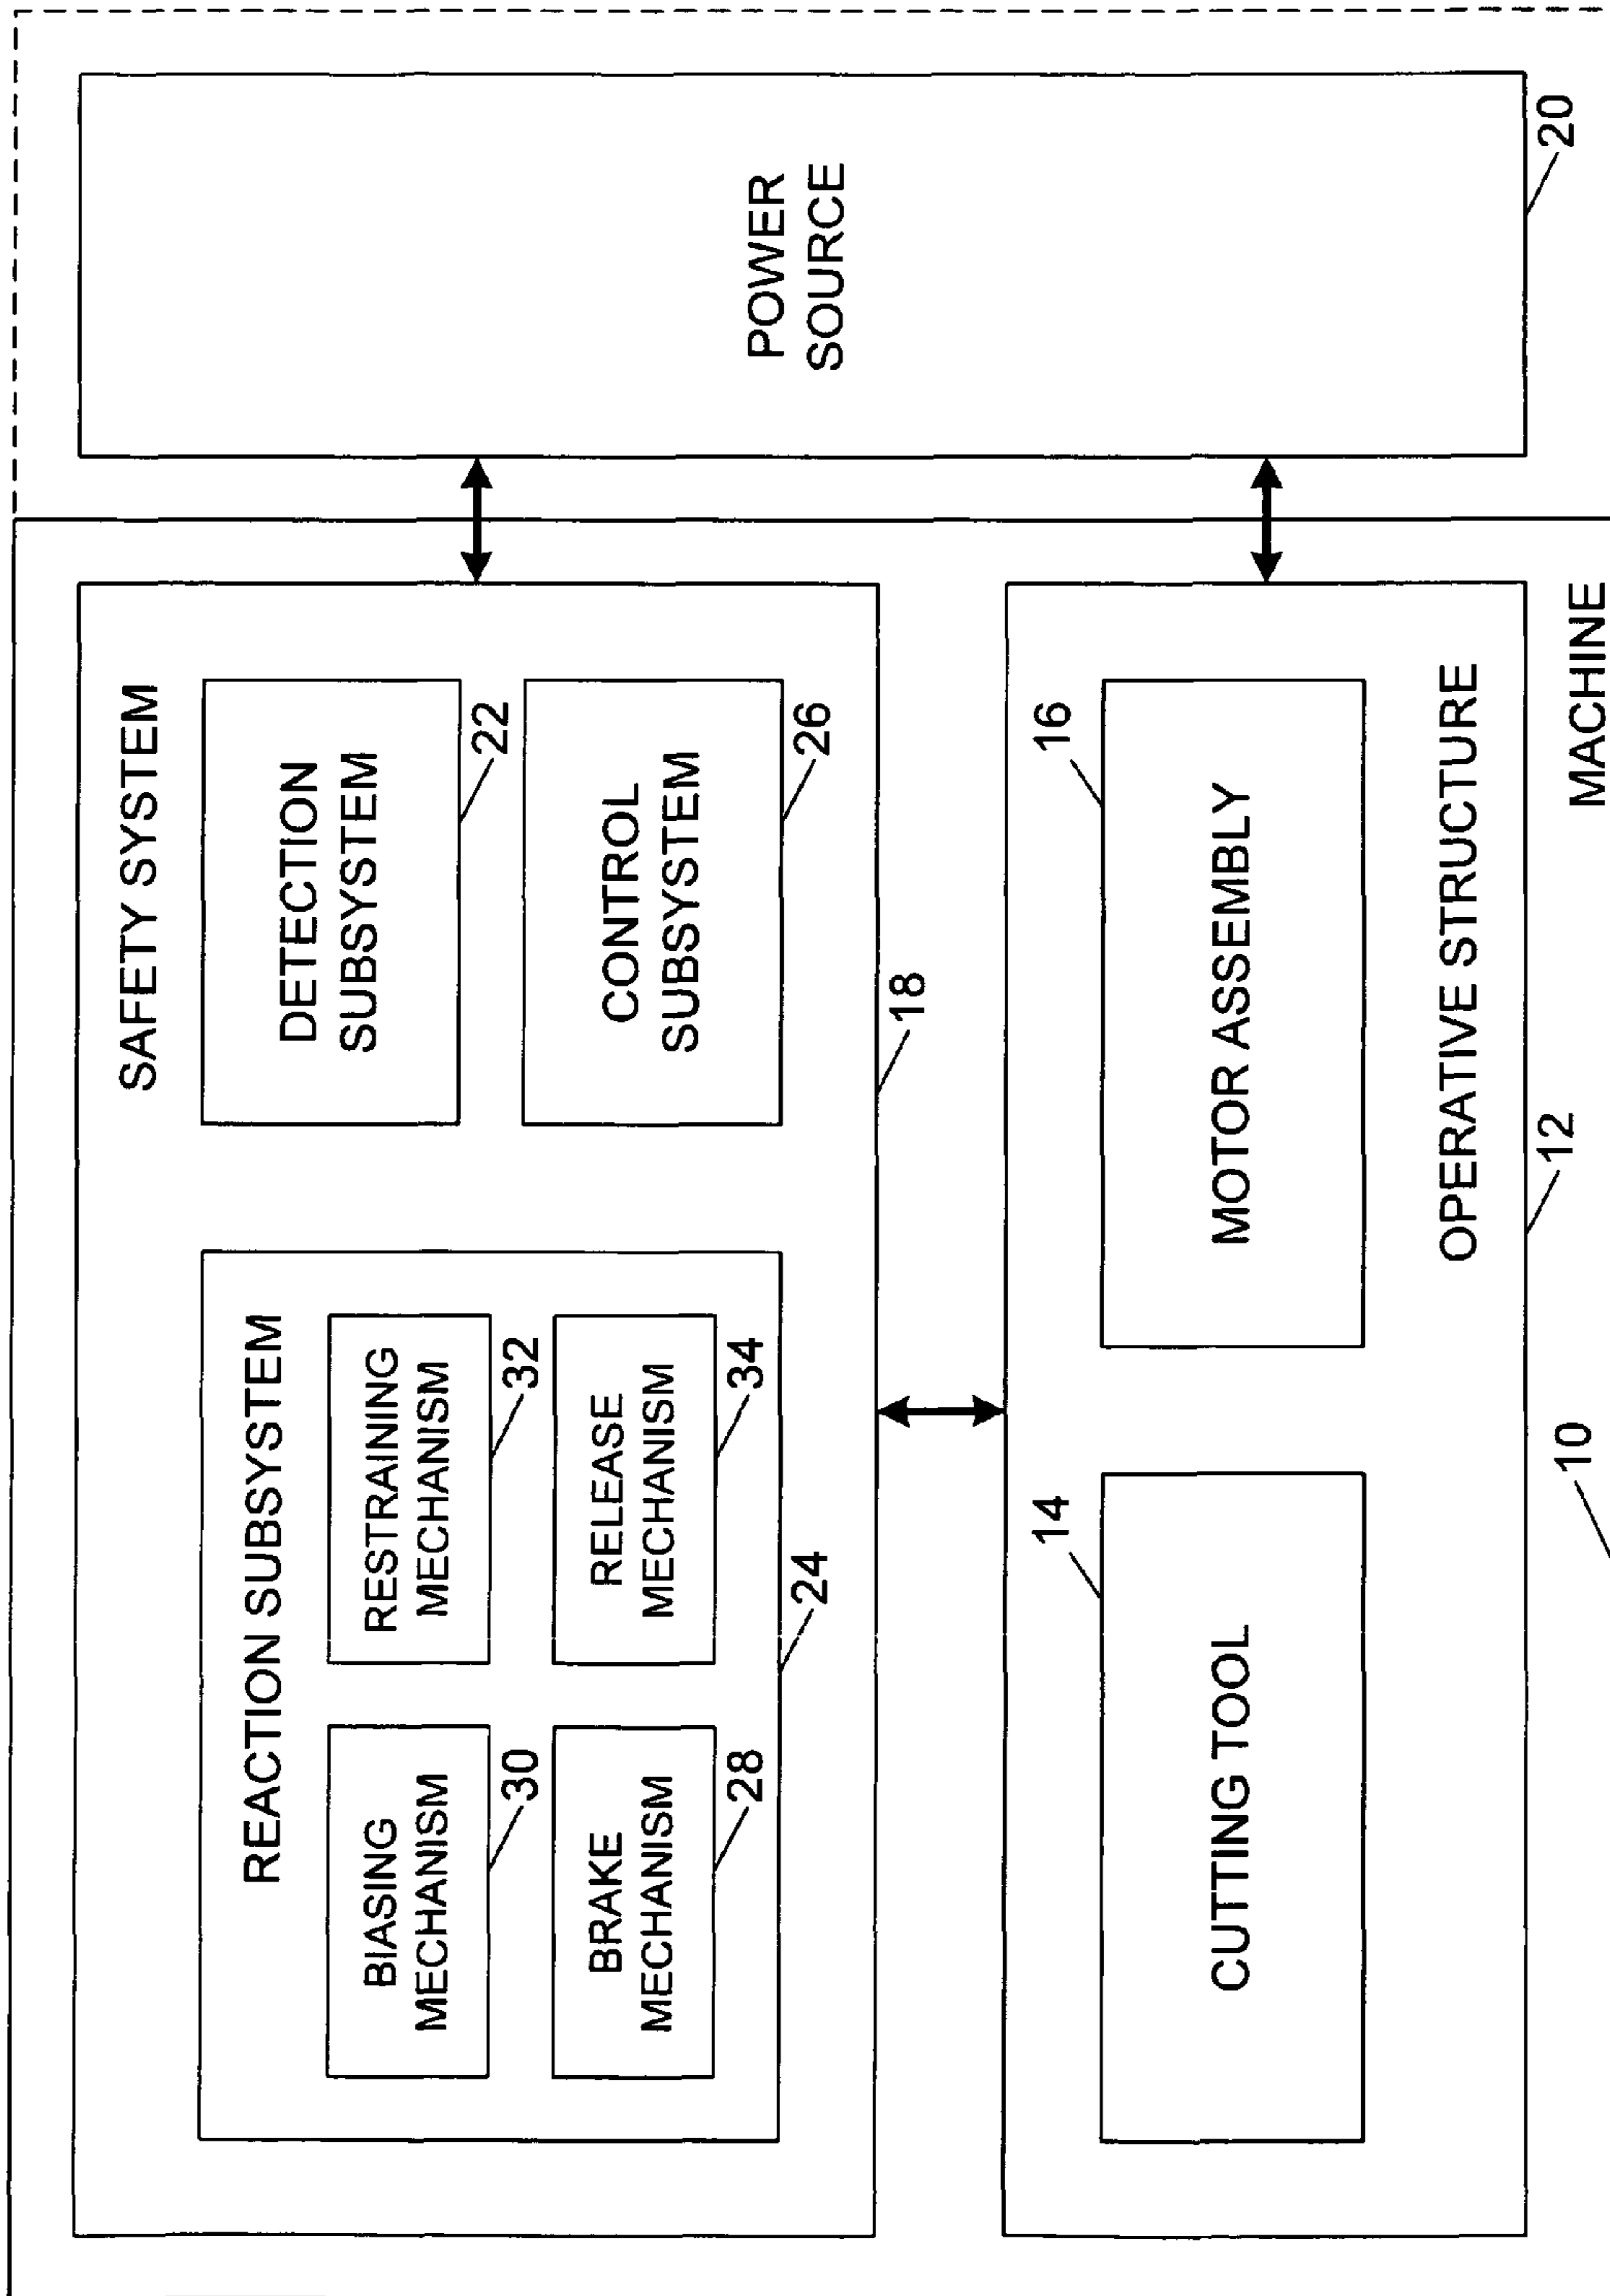 SAFETY SYSTEM
REACTION SUBSYSTEM
BIASING
MECHANISM
30
RESTRAINING
MECHANISM
32
BRAKE
MECHANISM
28
RELEASE
MECHANISM
34
24
DETECTION
SUBSYSTEM
22
CONTROL
SUBSYSTEM
26
18
POWER
SOURCE
20
14
CUTTING TOOL
16
MOTOR ASSEMBLY
OPERATIVE STRUCTURE
12
10
MACHINE